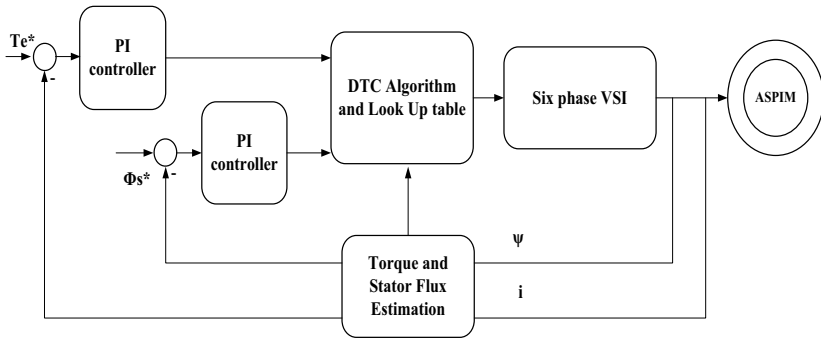 Te*
-
PI
controller
DTC Algorithm
and Look Up table
Six phase VSI
ASPIM
Φs*
-
PI
controller
Torque and
Stator Flux
Estimation
ψ
i